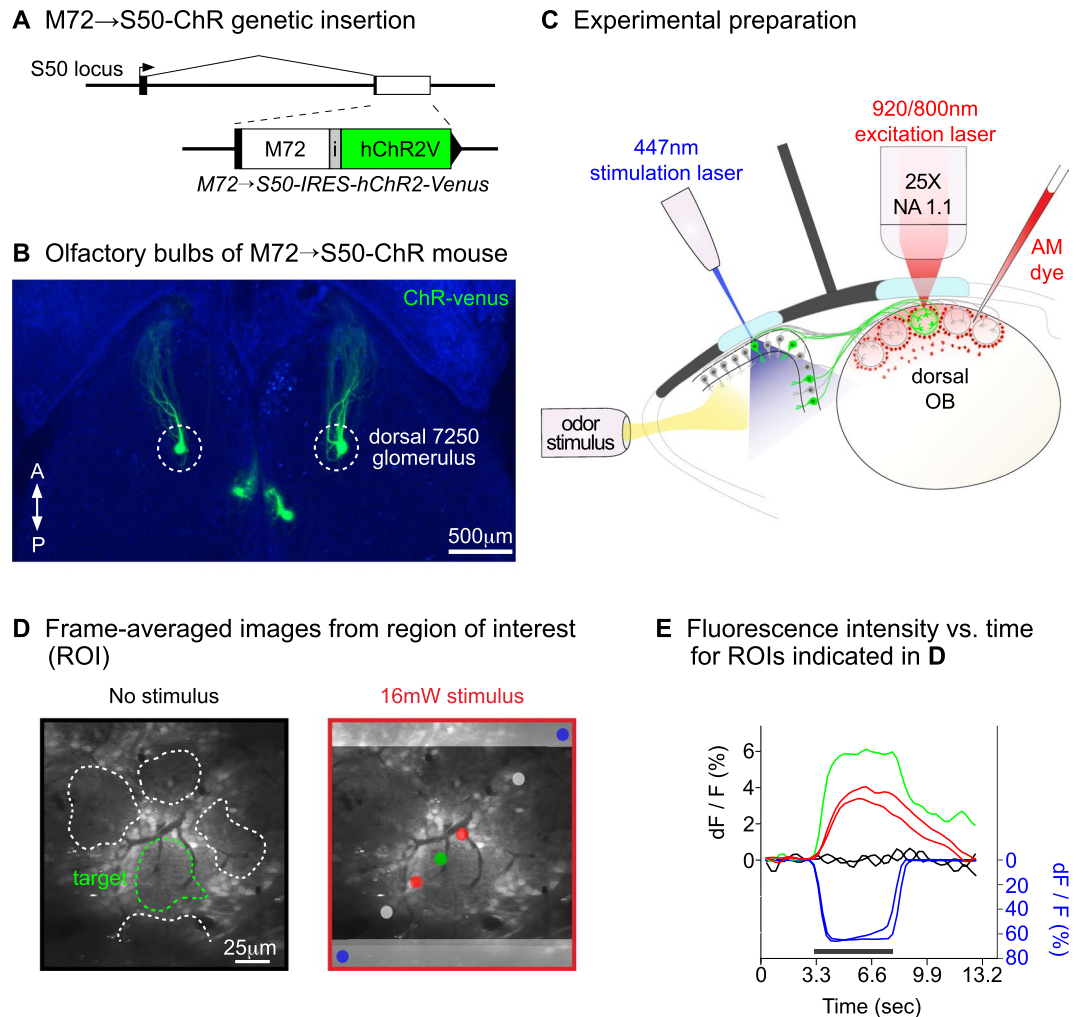 A M72→S50-ChR genetic insertion
S50 locus
M72 i hChR2V
M72→S50-IRES-hChR2-Venus
B Olfactory bulbs of M72→S50-ChR mouse
ChR-venus
dorsal 7250
glomerulus
A
P
500μm
C Experimental preparation
920/800nm
excitation laser
447nm
stimulation laser
25X
NA 1.1
AM
dye
dorsal
OB
odor
stimulus
D Frame-averaged images from region of interest
(ROI)
No stimulus
16mW stimulus
target
25μm
E Fluorescence intensity vs. time
for ROIs indicated in D
dF / F (%)
6
4
2
0
0
20
40
60
80
dF / F (%)
0 3.3 6.6 9.9 13.2
Time (sec)